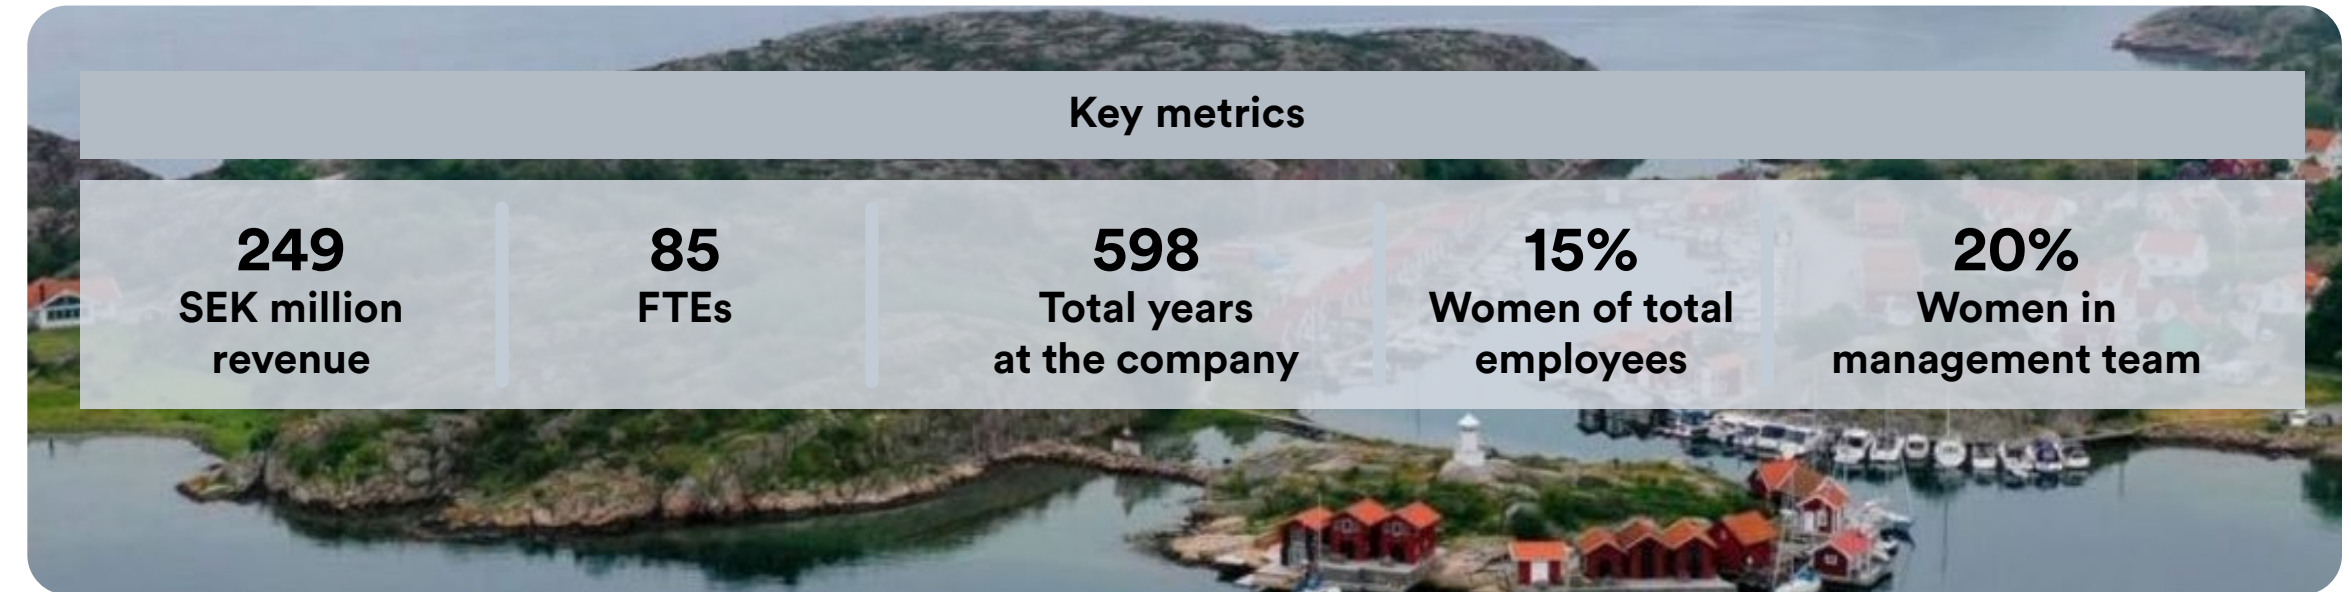 Key metrics
249
SEK million
revenue
85
FTEs
598
Total years
at the company
15%
Women of total
employees
20%
Women in
management team